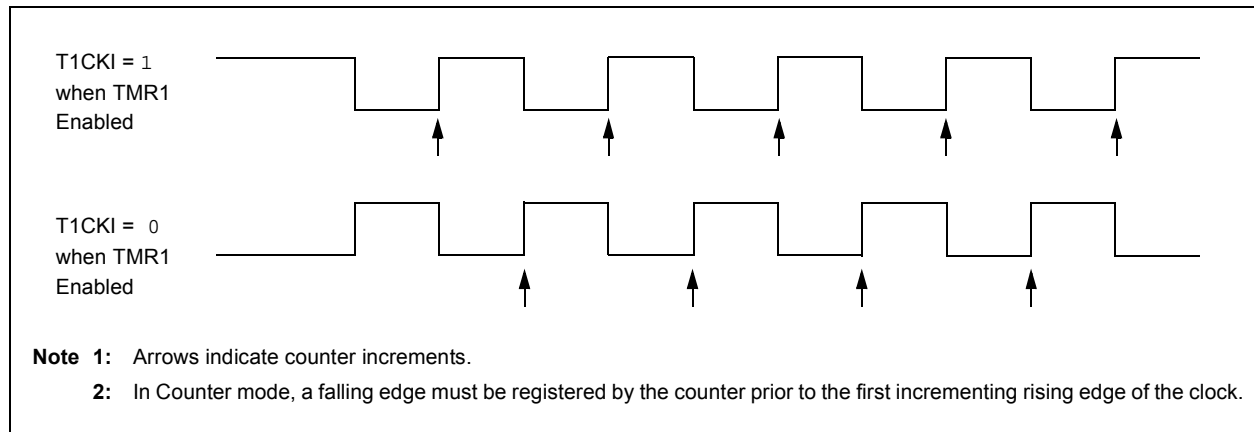 T1CKI = 1
when TMR1
Enabled
T1CKI = 0
when TMR1
Enabled
Note 1: Arrows indicate counter increments.
2: In Counter mode, a falling edge must be registered by the counter prior to the first incrementing rising edge of the clock.